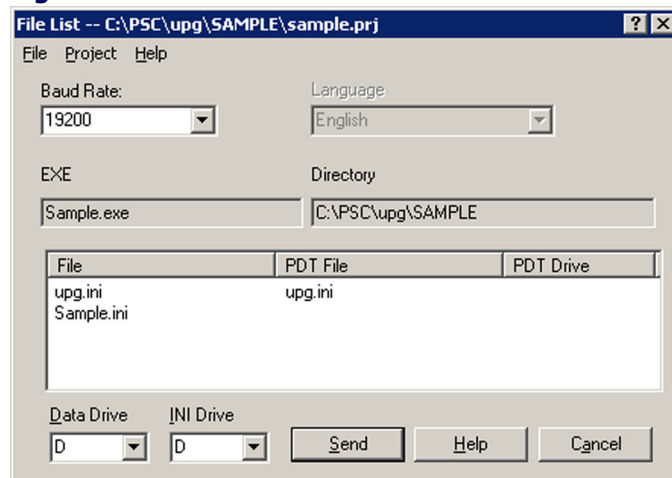 File List -- C:\PSC\upg\SAMPLE\sample.prj
File Project Help
Baud Rate: Language
19200 English
EXE Directory
Sample.exe C:\PSC\upg\SAMPLE
File PDT File PDT Drive
upg.ini upg.ini
Sample.ini
Data Drive INI Drive
D D Send Help Cancel